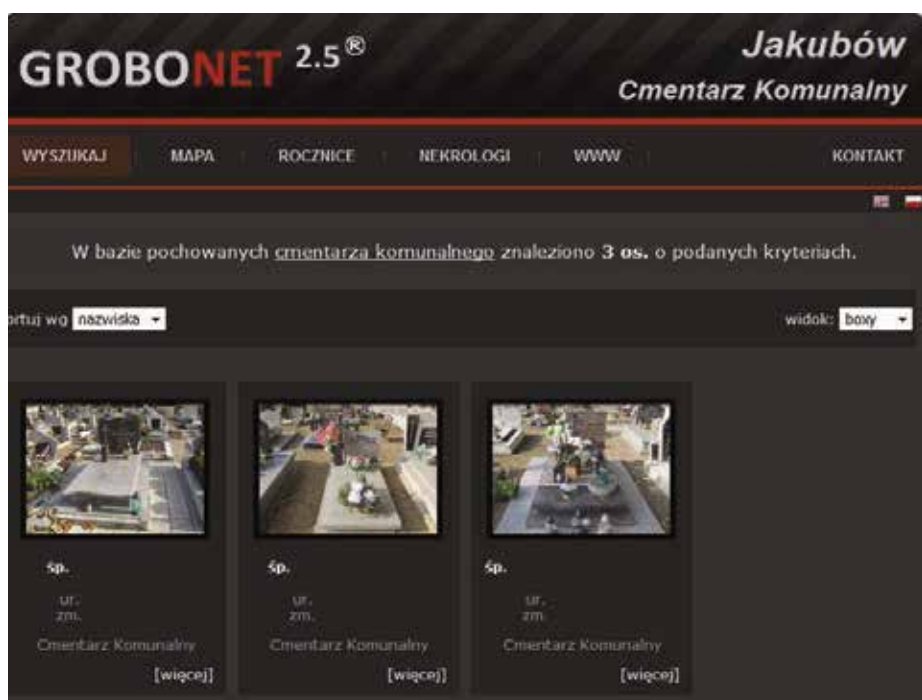 GROBONET 2.5®
Jakubów
Cmentarz Komunalny
WYSZUKAJ MAPA ROCZNICE NEKROLOGI WWW KONTAKT
W bazie pochowanych cmentarza komunalnego znaleziono 3 os. o podanych kryteriach.
ortuj wg nazwiska widok: boxy
śp. śp. śp.
ur. ur. ur.
zm. zm. zm.
Cmentarz Komunalny Cmentarz Komunalny Cmentarz Komunalny
[więcej] [więcej] [więcej]